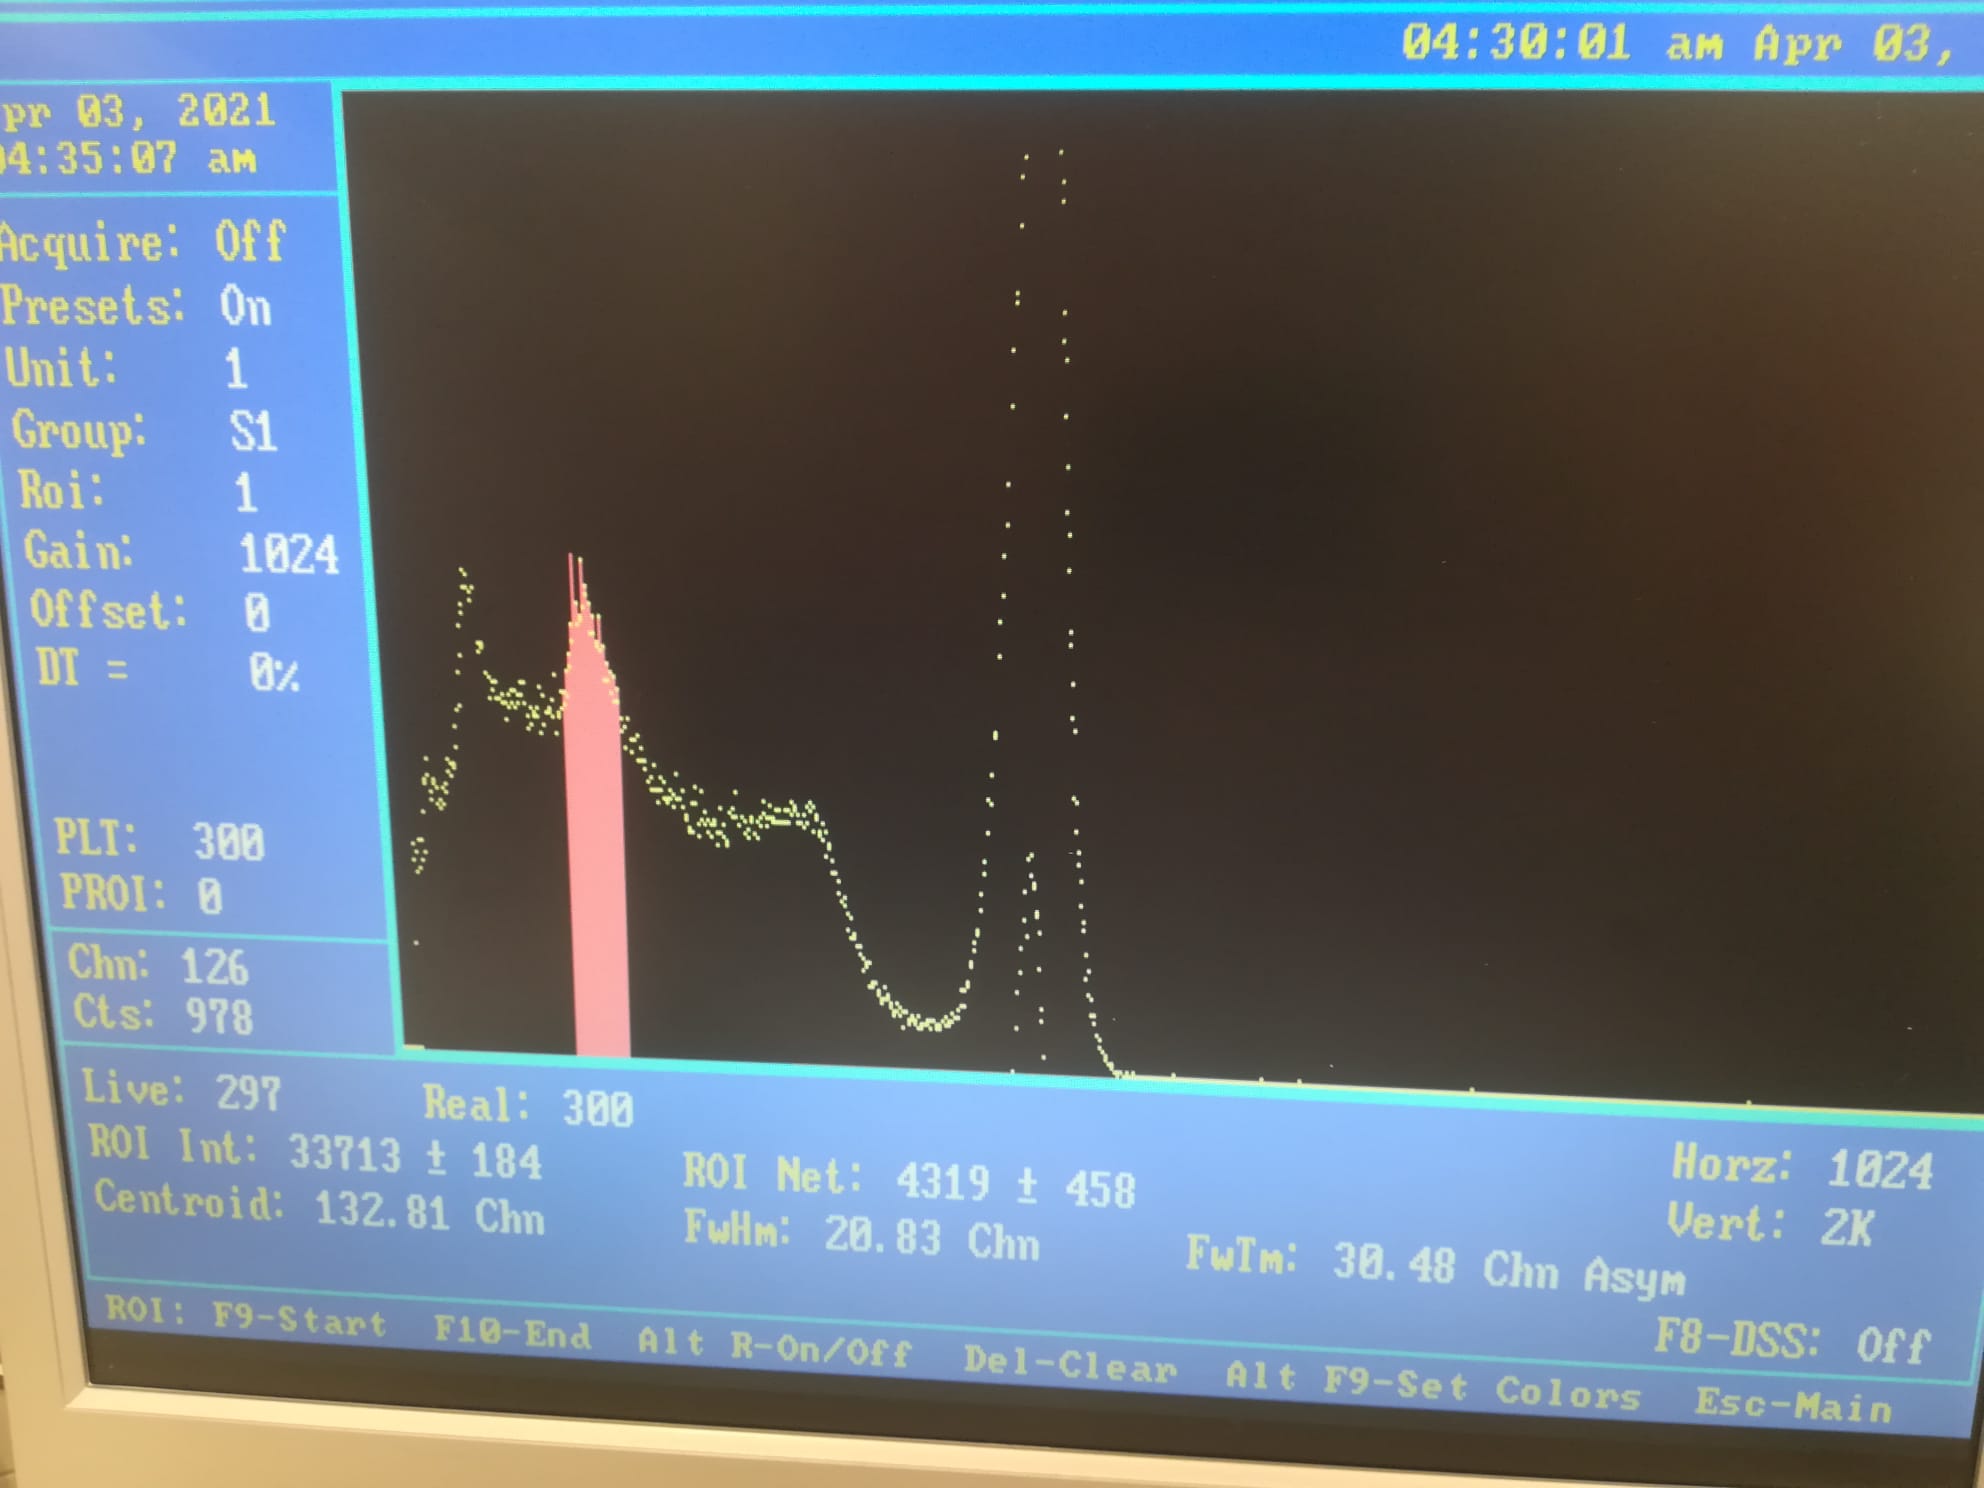 04:30:01 am Apr 03,
pr 03, 2021
4:35:07 am
Acquire: Off
Presets: On
Unit: 1
Group: S1
Roi: 1
Gain: 1024
Offset: 0
DT = 0%
PLT: 300
PROI: 0
Chn: 126
Cts: 978
Live: 297 Real: 300
ROI Int: 33713 ± 184 ROI Net: 4319 ± 458 Horz: 1024
Centroid: 132.81 Chn FwHm: 20.83 Chn FwTm: 30.48 Chn Asym Vert: 2K
F8-DSS: Off
ROI: F9-Start F10-End Alt R-On/Off Del-Clear Alt F9-Set Colors Esc-Main